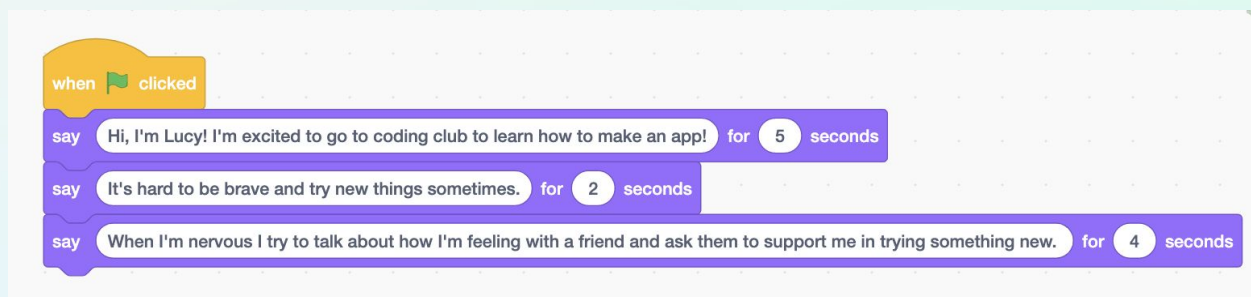 when clicked
say Hi, I'm Lucy! I'm excited to go to coding club to learn how to make an app! for 5 seconds
say It's hard to be brave and try new things sometimes. for 2 seconds
say When I'm nervous I try to talk about how I'm feeling with a friend and ask them to support me in trying something new. for 4 seconds